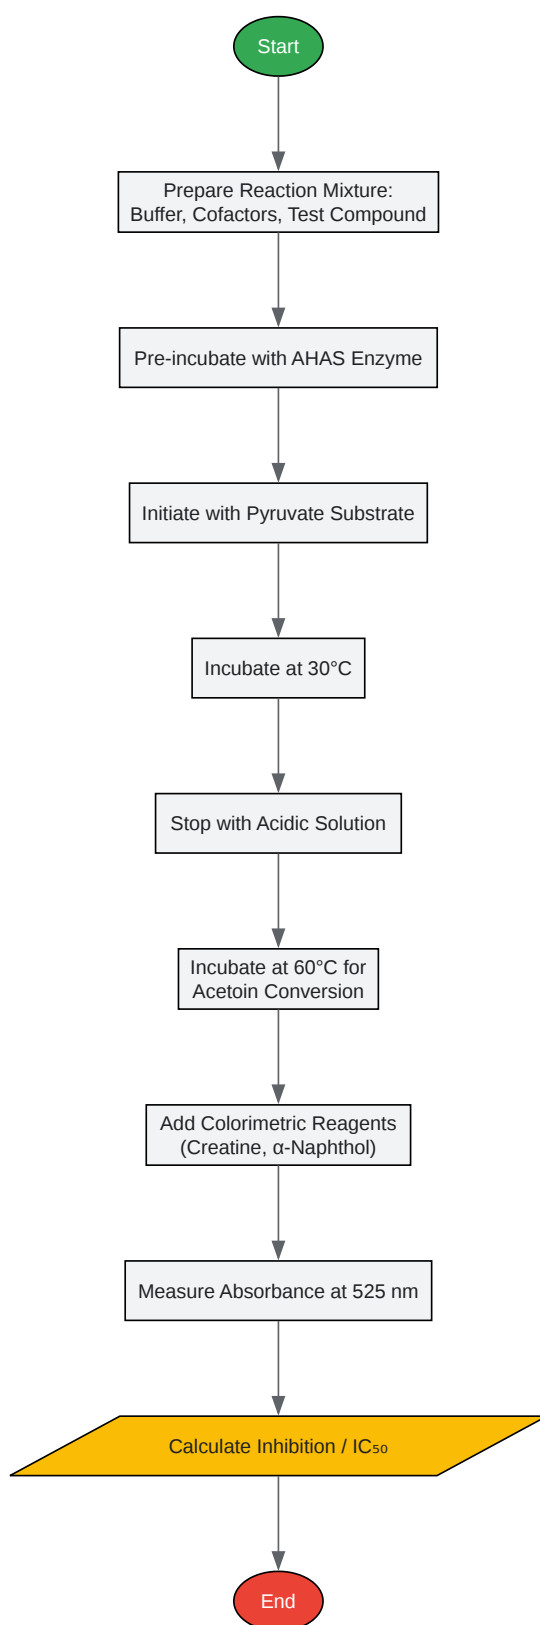 Start
Prepare Reaction Mixture:
Buffer, Cofactors, Test Compound
Pre-incubate with AHAS Enzyme
Initiate with Pyruvate Substrate
Incubate at 30°C
Stop with Acidic Solution
Incubate at 60°C for
Acetoin Conversion
Add Colorimetric Reagents
(Creatine, α-Naphthol)
Measure Absorbance at 525 nm
Calculate Inhibition / IC₅₀
End